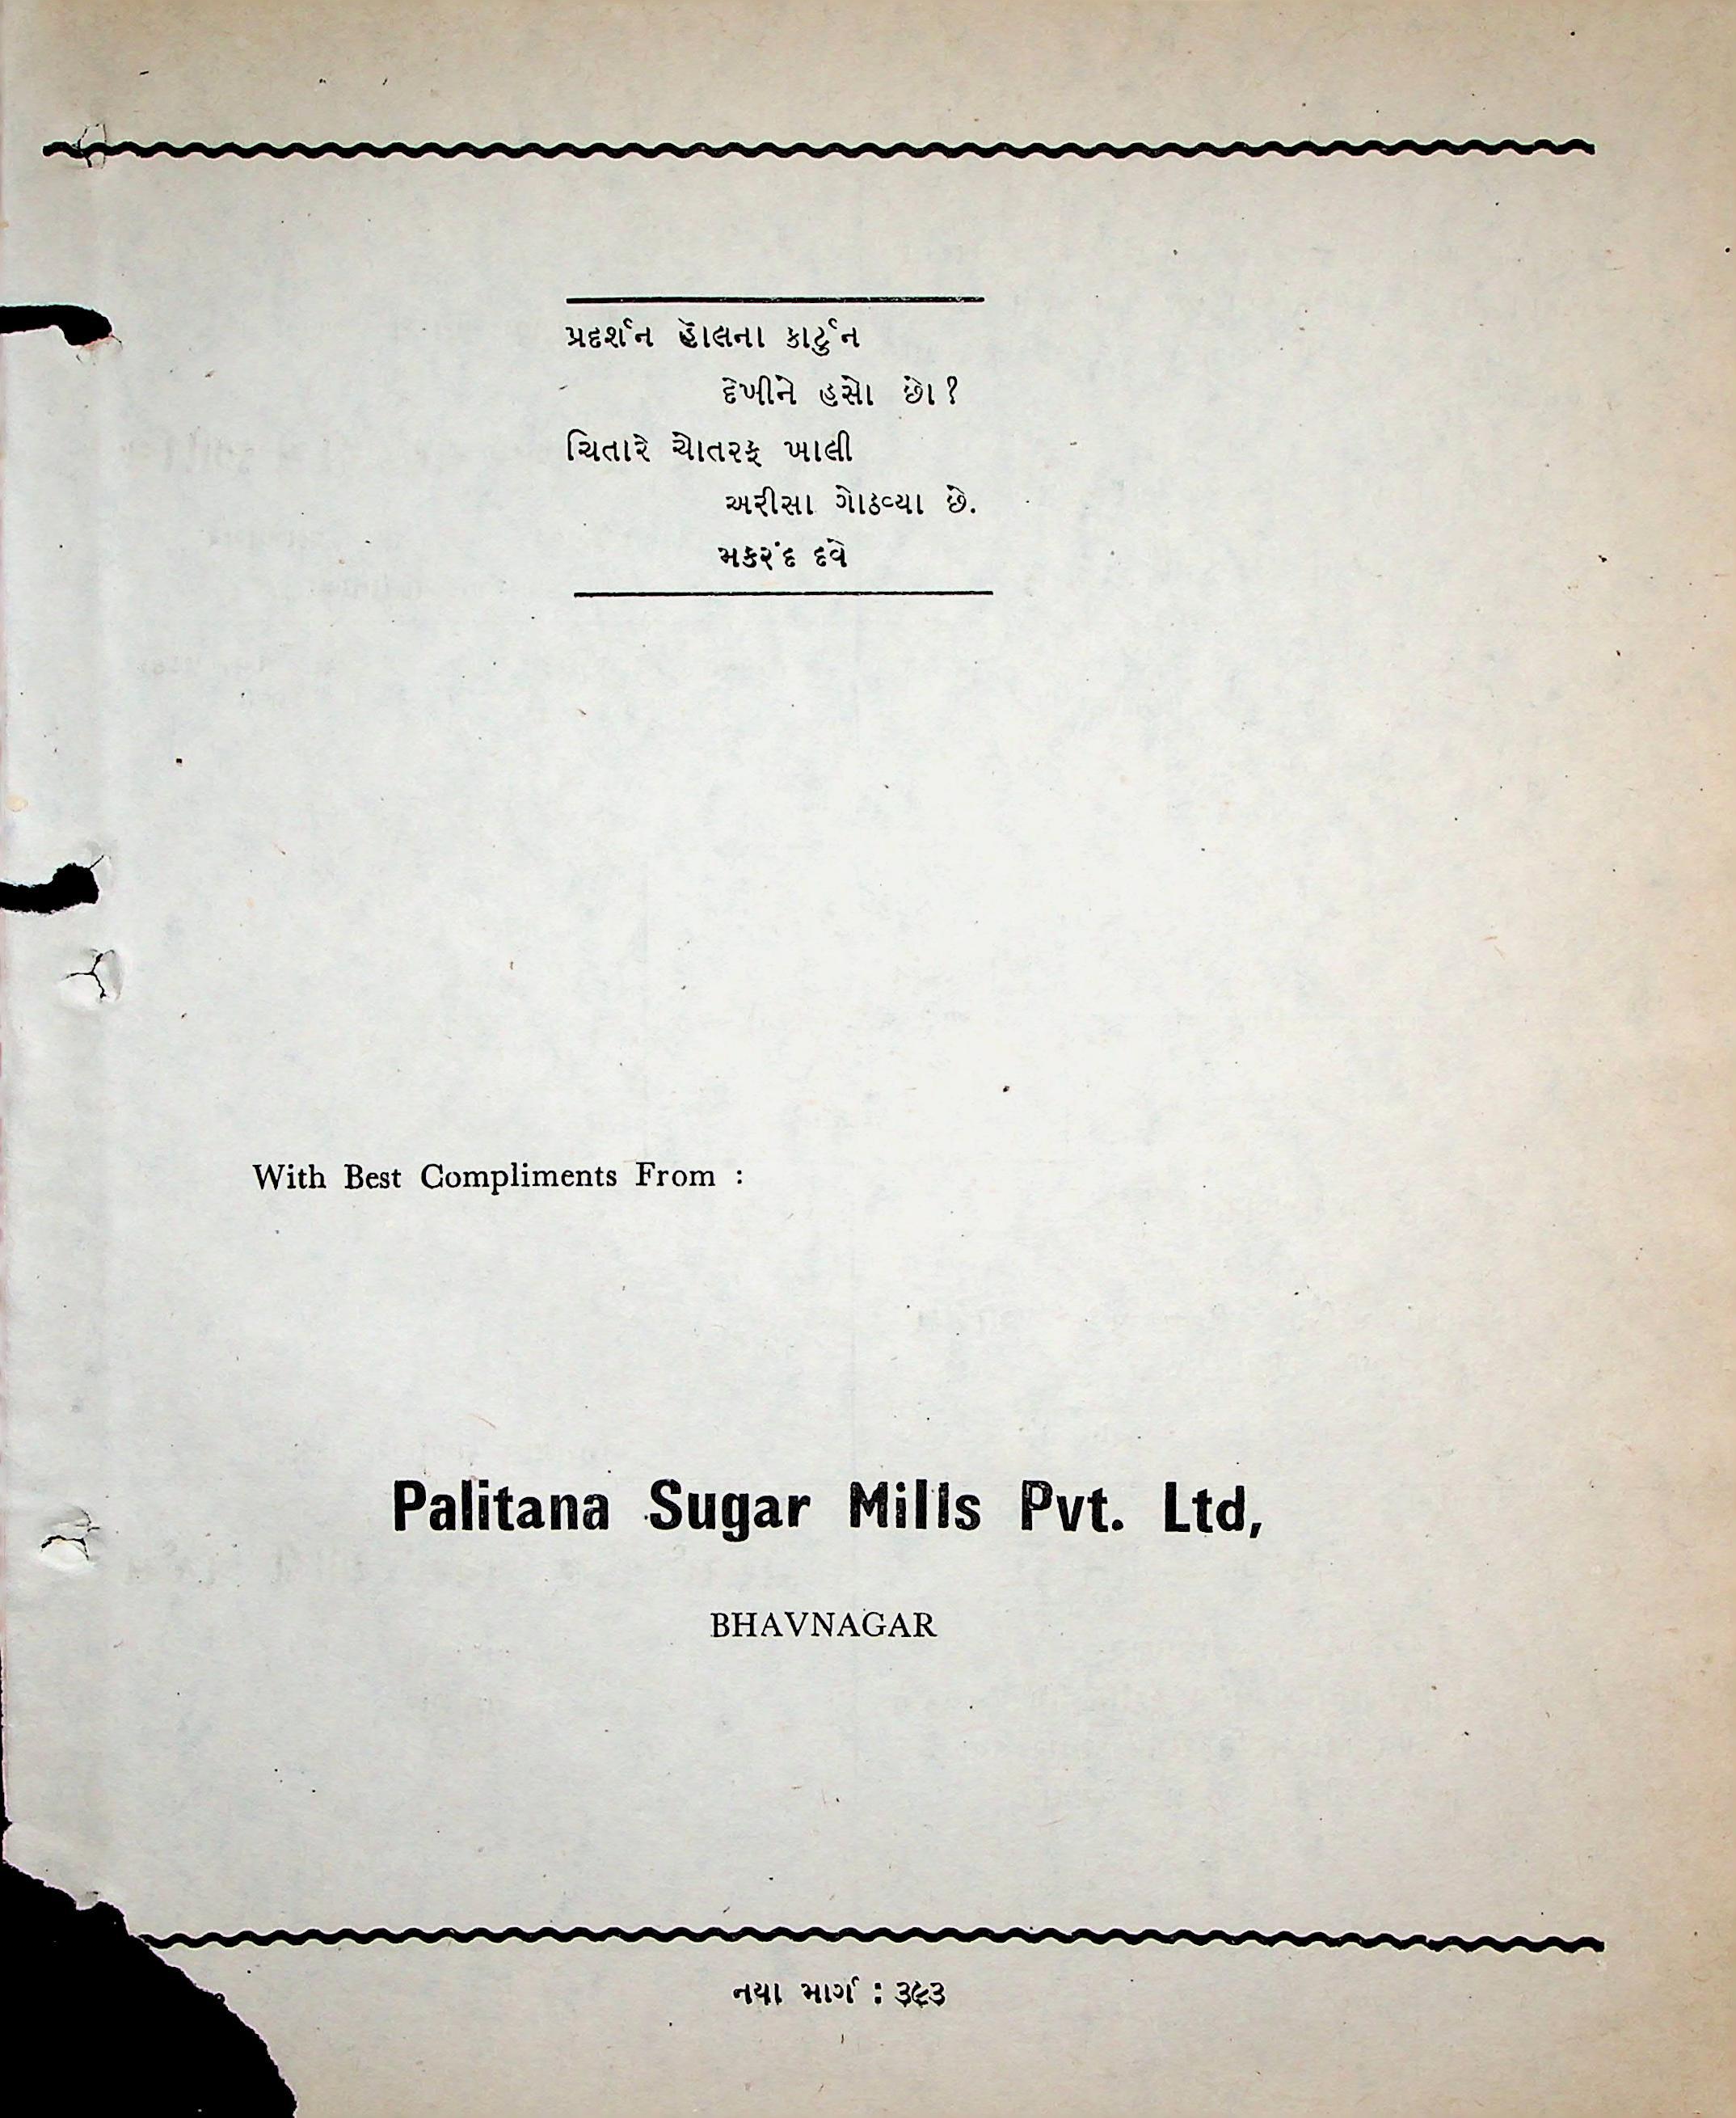 પ્રદર્શન હૉલના કાર્ટુન
દેખીને હસો છો?
ચિતારે ચોતરફ ખાલી
અરીસા ગોઠવ્યા છે.
મકરંદ દવે
With Best Compliments From :
Palitana Sugar Mills Pvt. Ltd,
BHAVNAGAR
નયા માર્ગ : ૩૯૩